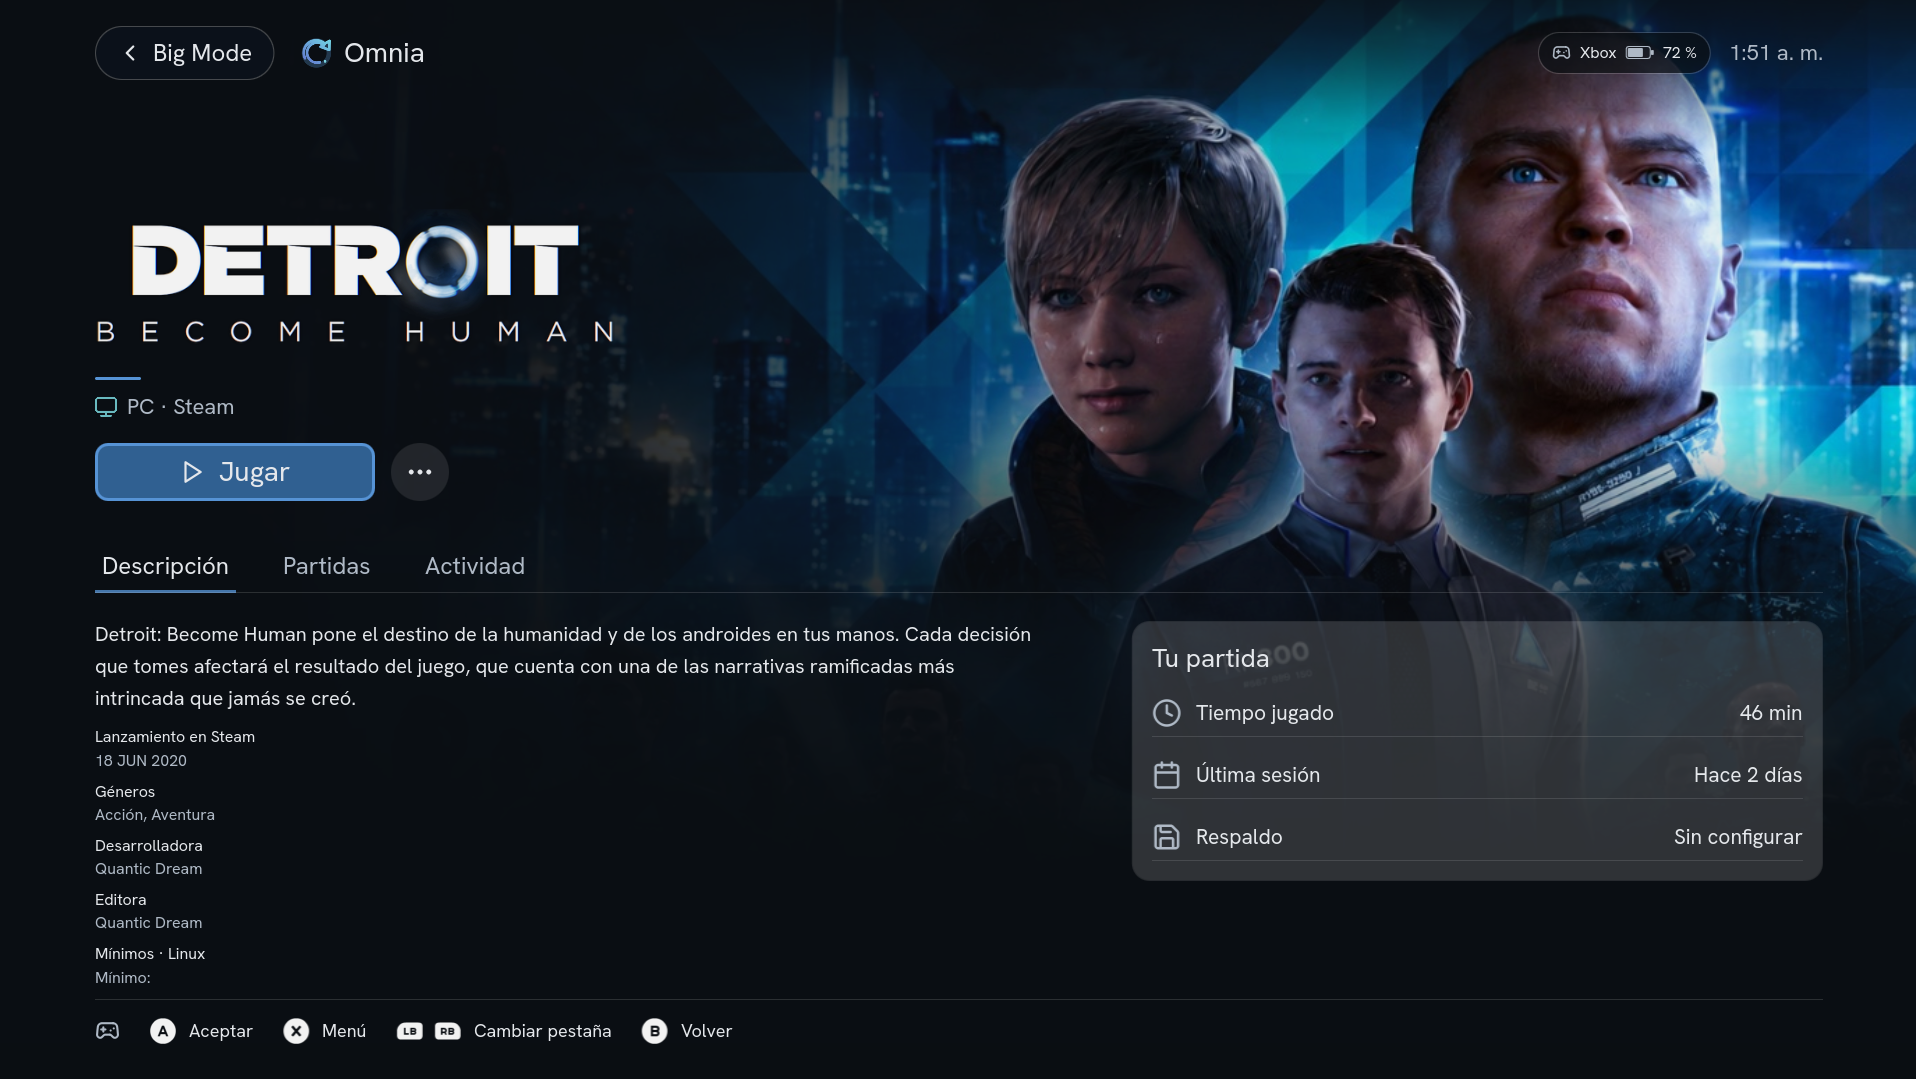 Big Mode
Omnia
Xbox 72 %
1:51 a. m.
DETROIT
BECOME HUMAN
PC · Steam
Jugar
Descripción
Partidas
Actividad
Detroit: Become Human pone el destino de la humanidad y de los androides en tus manos. Cada decisión
que tomes afectará el resultado del juego, que cuenta con una de las narrativas ramificadas más
intrincada que jamás se creó.
Lanzamiento en Steam
18 JUN 2020
Géneros
Acción, Aventura
Desarrolladora
Quantic Dream
Editora
Quantic Dream
Mínimos · Linux
Mínimo:
Tu partida
Tiempo jugado 46 min
Última sesión Hace 2 días
Respaldo Sin configurar
A Aceptar
X Menú
LB RB Cambiar pestaña
B Volver